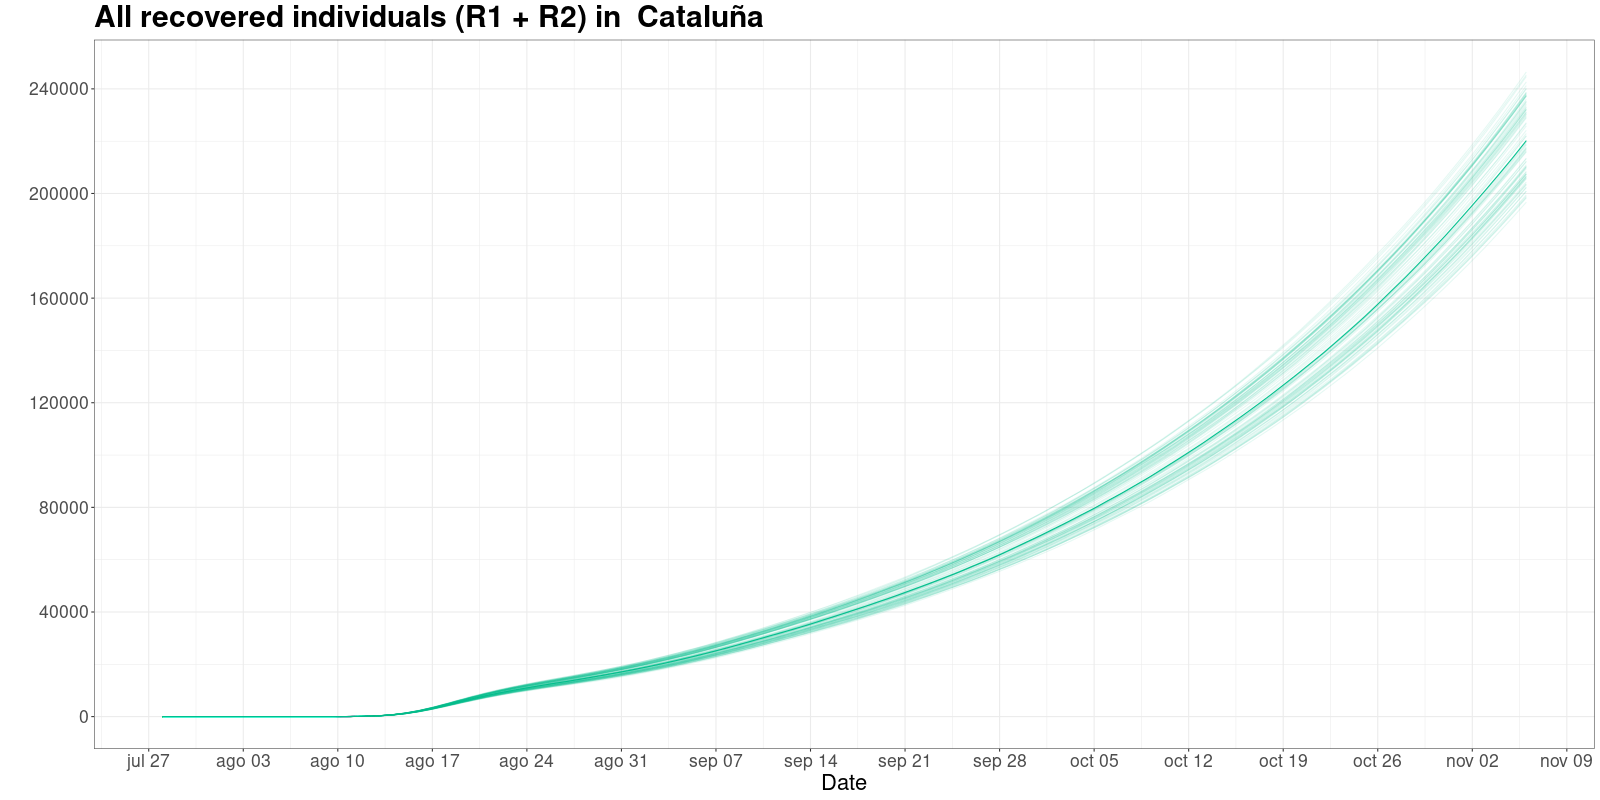 All recovered individuals (R1 + R2) in  Cataluña
240000
200000
160000
120000
80000
40000
0
jul 27 ago 03 ago 10 ago 17 ago 24 ago 31 sep 07 sep 14 sep 21 sep 28 oct 05 oct 12 oct 19 oct 26 nov 02 nov 09
Date